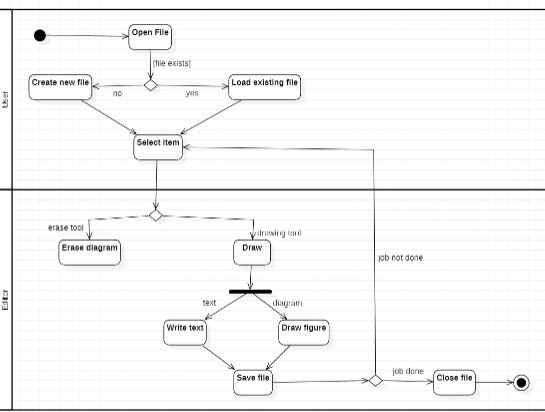 User
Open File
[file exists]
Create new file
no
yes
Load existing file
Select item
Editor
erase tool
drawing tool
Erase diagram
Draw
job not done
text
diagram
Write text
Draw figure
Save file
job done
Close file